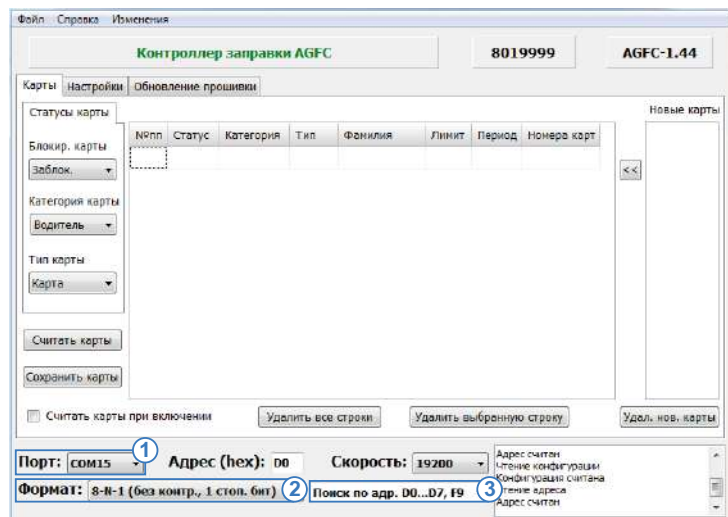 Файл Справка Изменения
Контроллер заправки AGFC 8019999 AGFC-1.44
Карты Настройки Обновление прошивки
Статусы карты Новые карты
№пп Статус Категория Тип Фамилия Лимит Период Номера карт
Блокир. карты
Заблок. <<
Категория карты
Водитель
Тип карты
Карта
Считать карты
Сохранить карты
Считать карты при включении Удалить все строки Удалить выбранную строку Удал. нов. карты
Порт: COM15 1 Адрес (hex): D0 Скорость: 19200
Формат: 8-N-1 (без контр., 1 стоп. бит) 2 Поиск по адр. D0...D7, F9 3
Адрес считан
Чтение конфигурации
Конфигурация считана
Чтение адреса
Адрес считан